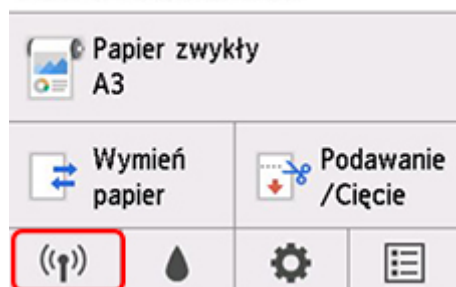 Papier zwykły
A3
Wymień
papier
Podawanie
/Cięcie